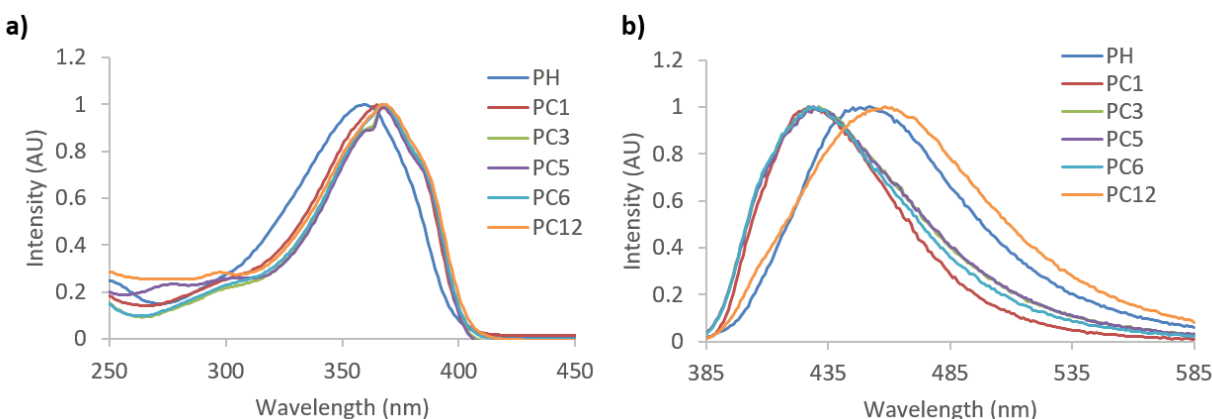 a)
1.2
1
0.8
0.6
0.4
0.2
0
Intensity (AU)
250 300 350 400 450
Wavelength (nm)
PH
PC1
PC3
PC5
PC6
PC12
b)
1.2
1
0.8
0.6
0.4
0.2
0
Intensity (AU)
385 435 485 535 585
Wavelength (nm)
PH
PC1
PC3
PC5
PC6
PC12